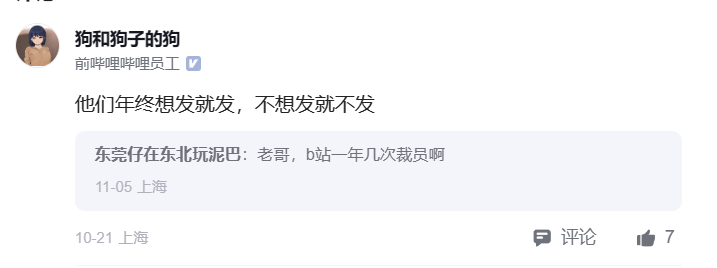 狗和狗子的狗
前哔哩哔哩员工
他们年终想发就发，不想发就不发
东莞仔在东北玩泥巴：老哥，b站一年几次裁员啊
11-05 上海
10-21 上海 评论 7